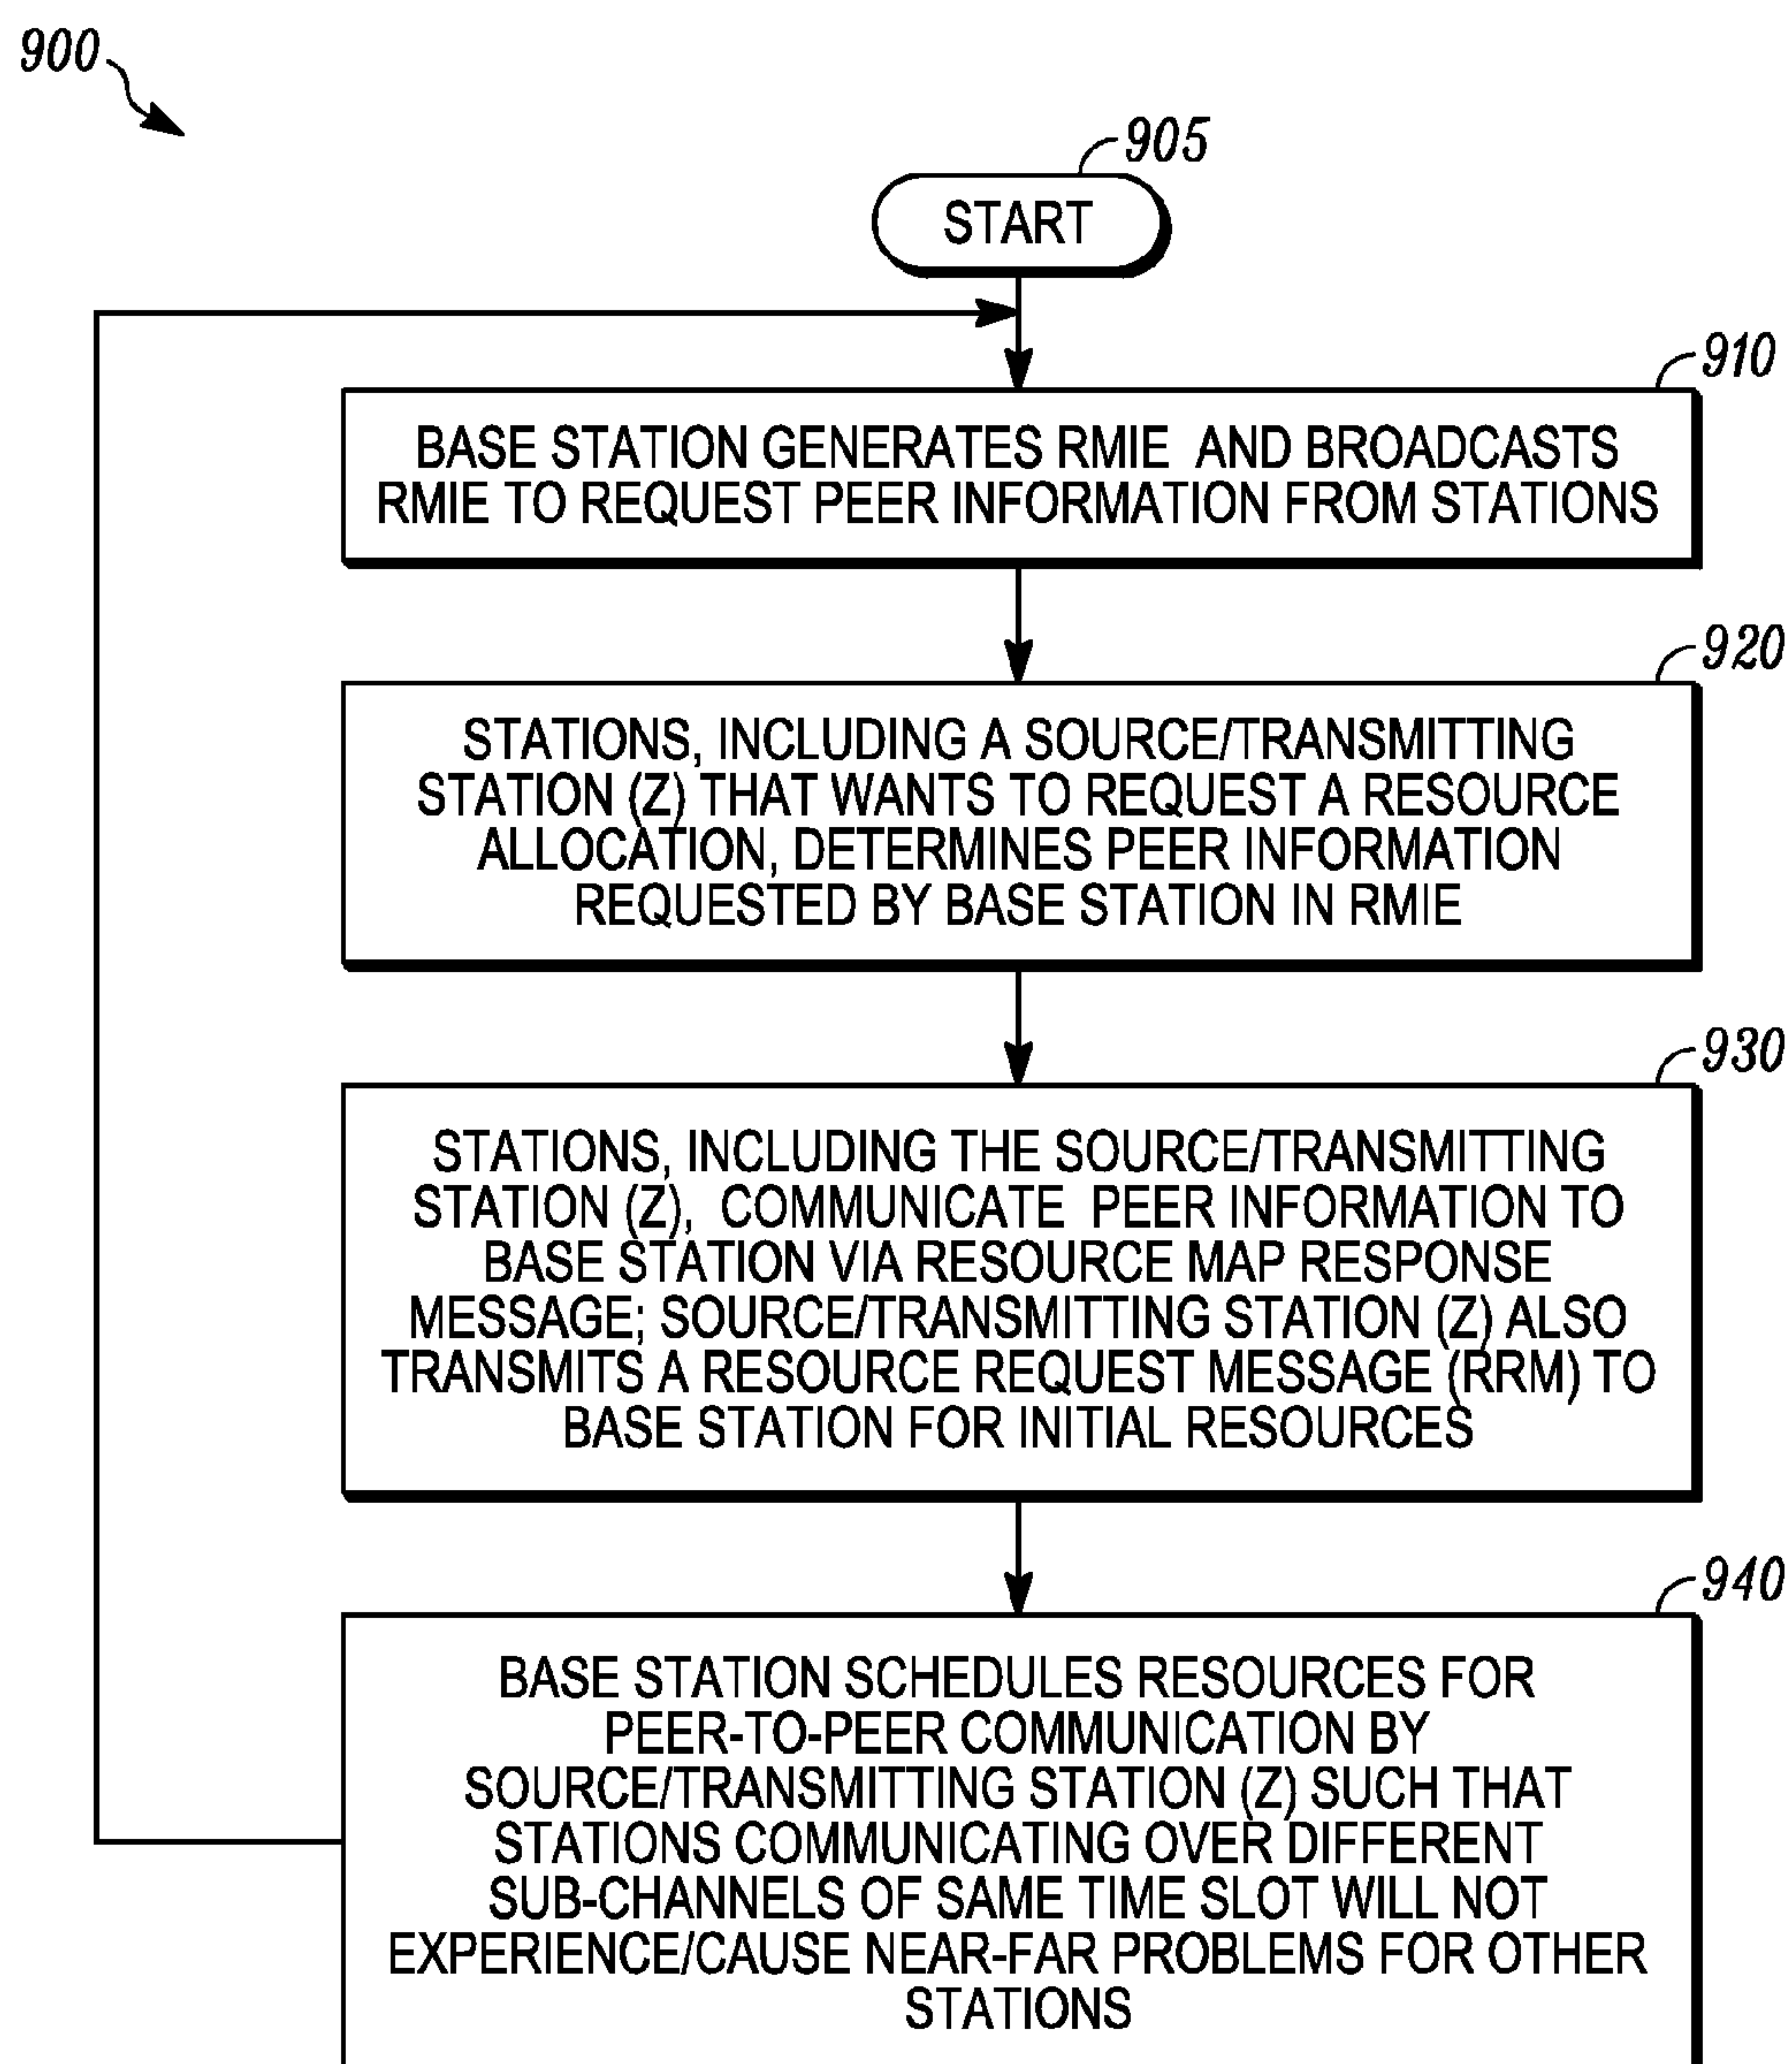 900
905
START
910
BASE STATION GENERATES RMIE AND BROADCASTS
RMIE TO REQUEST PEER INFORMATION FROM STATIONS
920
STATIONS, INCLUDING A SOURCE/TRANSMITTING
STATION (Z) THAT WANTS TO REQUEST A RESOURCE
ALLOCATION, DETERMINES PEER INFORMATION
REQUESTED BY BASE STATION IN RMIE
930
STATIONS, INCLUDING THE SOURCE/TRANSMITTING
STATION (Z), COMMUNICATE PEER INFORMATION TO
BASE STATION VIA RESOURCE MAP RESPONSE
MESSAGE; SOURCE/TRANSMITTING STATION (Z) ALSO
TRANSMITS A RESOURCE REQUEST MESSAGE (RRM) TO
BASE STATION FOR INITIAL RESOURCES
940
BASE STATION SCHEDULES RESOURCES FOR
PEER-TO-PEER COMMUNICATION BY
SOURCE/TRANSMITTING STATION (Z) SUCH THAT
STATIONS COMMUNICATING OVER DIFFERENT
SUB-CHANNELS OF SAME TIME SLOT WILL NOT
EXPERIENCE/CAUSE NEAR-FAR PROBLEMS FOR OTHER
STATIONS